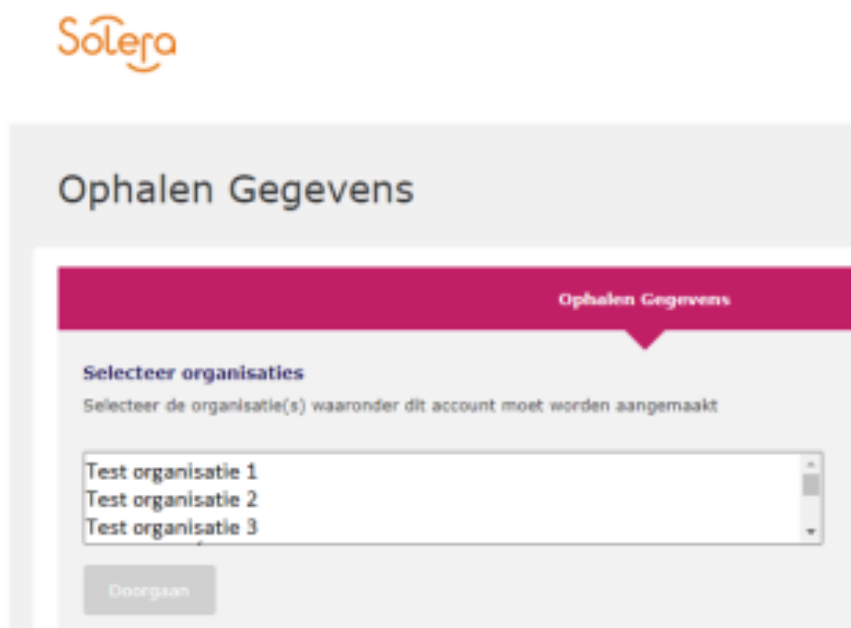 Solera
Ophalen Gegevens
Ophalen Gegevens
Selecteer organisaties
Selecteer de organisatie(s) waaronder dit account moet worden aangemaakt
Test organisatie 1
Test organisatie 2
Test organisatie 3
Doorgaan